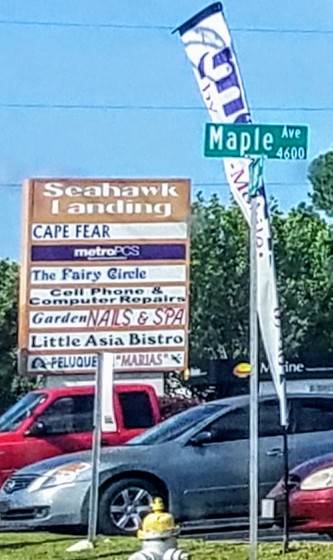 Maple Ave
4600
Seahawk
Landing
CAPE FEAR
metroPCS
The Fairy Circle
Cell Phone &
Computer Repairs
Garden NAILS & SPA
Little Asia Bistro
PELUQUE "MARIAS"